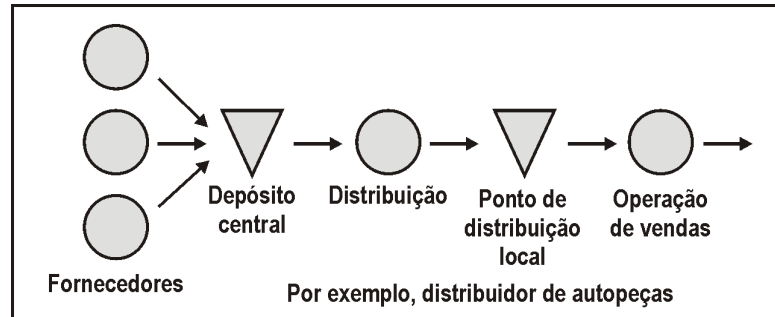 Fornecedores
Depósito
central
Distribuição
Ponto de
distribuição
local
Operação
de vendas
Por exemplo, distribuidor de autopeças